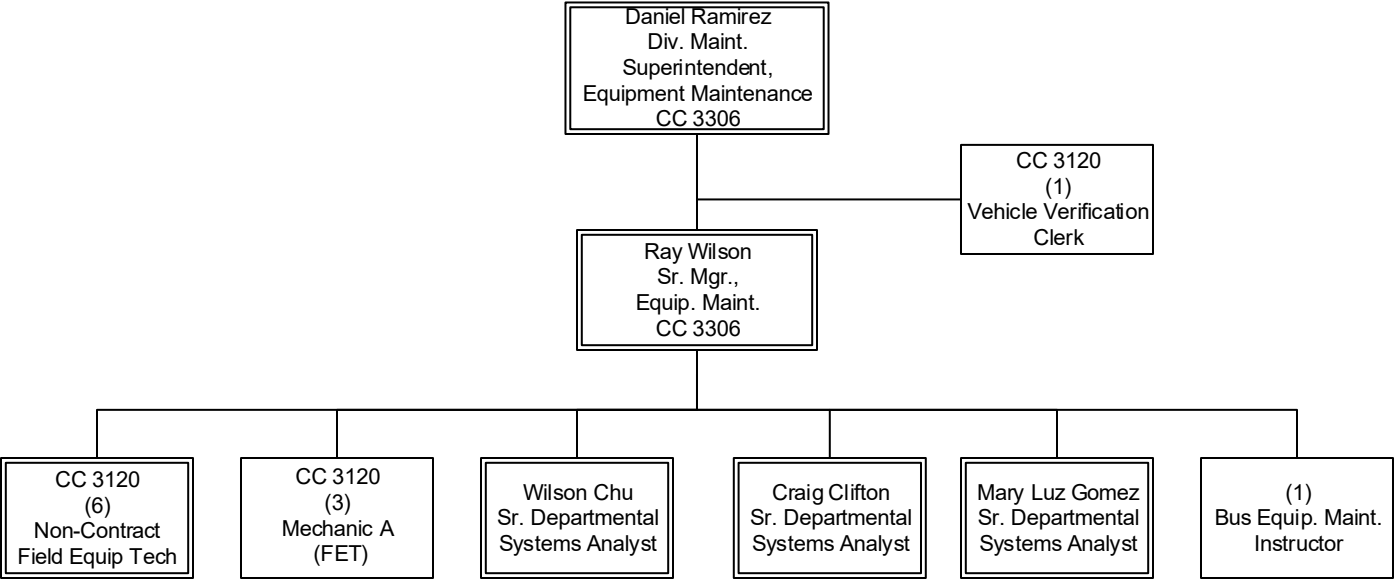 Daniel Ramirez
Div. Maint.
Superintendent,
Equipment Maintenance
CC 3306
CC 3120
(1)
Vehicle Verification
Clerk
Ray Wilson
Sr. Mgr.,
Equip. Maint.
CC 3306
CC 3120
(6)
Non-Contract
Field Equip Tech
CC 3120
(3)
Mechanic A
(FET)
Wilson Chu
Sr. Departmental
Systems Analyst
Craig Clifton
Sr. Departmental
Systems Analyst
Mary Luz Gomez
Sr. Departmental
Systems Analyst
(1)
Bus Equip. Maint.
Instructor